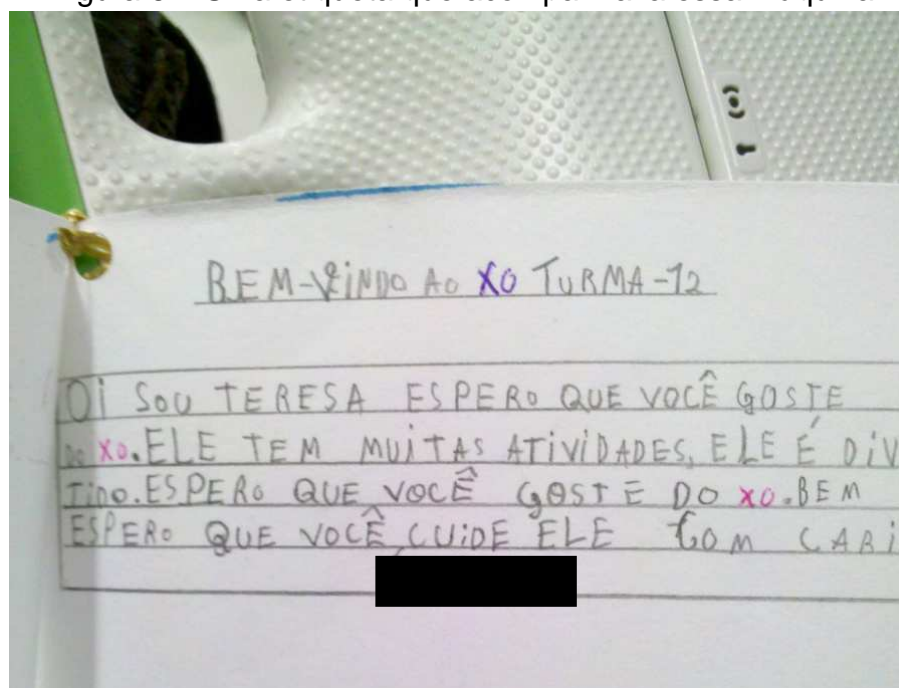 BEM-VINDO AO XO TURMA-12
OI SOU TERESA ESPERO QUE VOCÊ GOSTE
DO XO. ELE TEM MUITAS ATIVIDADES, ELE É DIV
TIDO. ESPERO QUE VOCÊ GOSTE DO XO. BEM
ESPERO QUE VOCÊ CUIDE ELE COM CARI